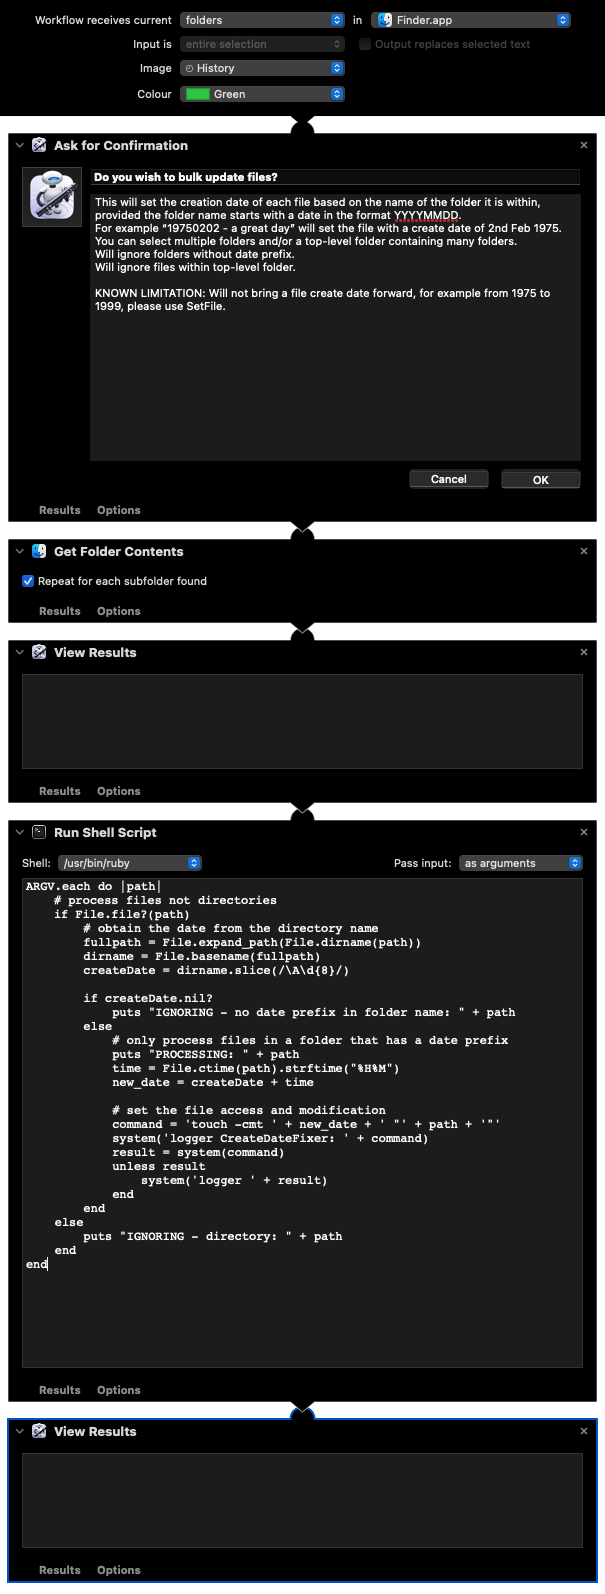 Workflow receives current folders in Finder.app
Input is entire selection Output replaces selected text
Image History
Colour Green
Ask for Confirmation
Do you wish to bulk update files?
This will set the creation date of each file based on the name of the folder it is within,
provided the folder name starts with a date in the format YYYYMMDD.
For example “19750202 - a great day” will set the file with a create date of 2nd Feb 1975.
You can select multiple folders and/or a top-level folder containing many folders.
Will ignore folders without date prefix.
Will ignore files within top-level folder.
KNOWN LIMITATION: Will not bring a file create date forward, for example from 1975 to
1999, please use SetFile.
Cancel OK
Results Options
Get Folder Contents
Repeat for each subfolder found
Results Options
View Results
Results Options
Run Shell Script
Shell: /usr/bin/ruby Pass input: as arguments
ARGV.each do |path|
# process files not directories
if File.file?(path)
# obtain the date from the directory name
fullpath = File.expand_path(File.dirname(path))
dirname = File.basename(fullpath)
createDate = dirname.slice(/\A\d{8}/)
if createDate.nil?
puts "IGNORING - no date prefix in folder name: " + path
else
# only process files in a folder that has a date prefix
puts "PROCESSING: " + path
time = File.ctime(path).strftime("%H%M")
new_date = createDate + time
# set the file access and modification
command = 'touch -cmt ' + new_date + ' "' + path + '"'
system('logger CreateDateFixer: ' + command)
result = system(command)
unless result
system('logger ' + result)
end
end
else
puts "IGNORING - directory: " + path
end
end
Results Options
View Results
Results Options